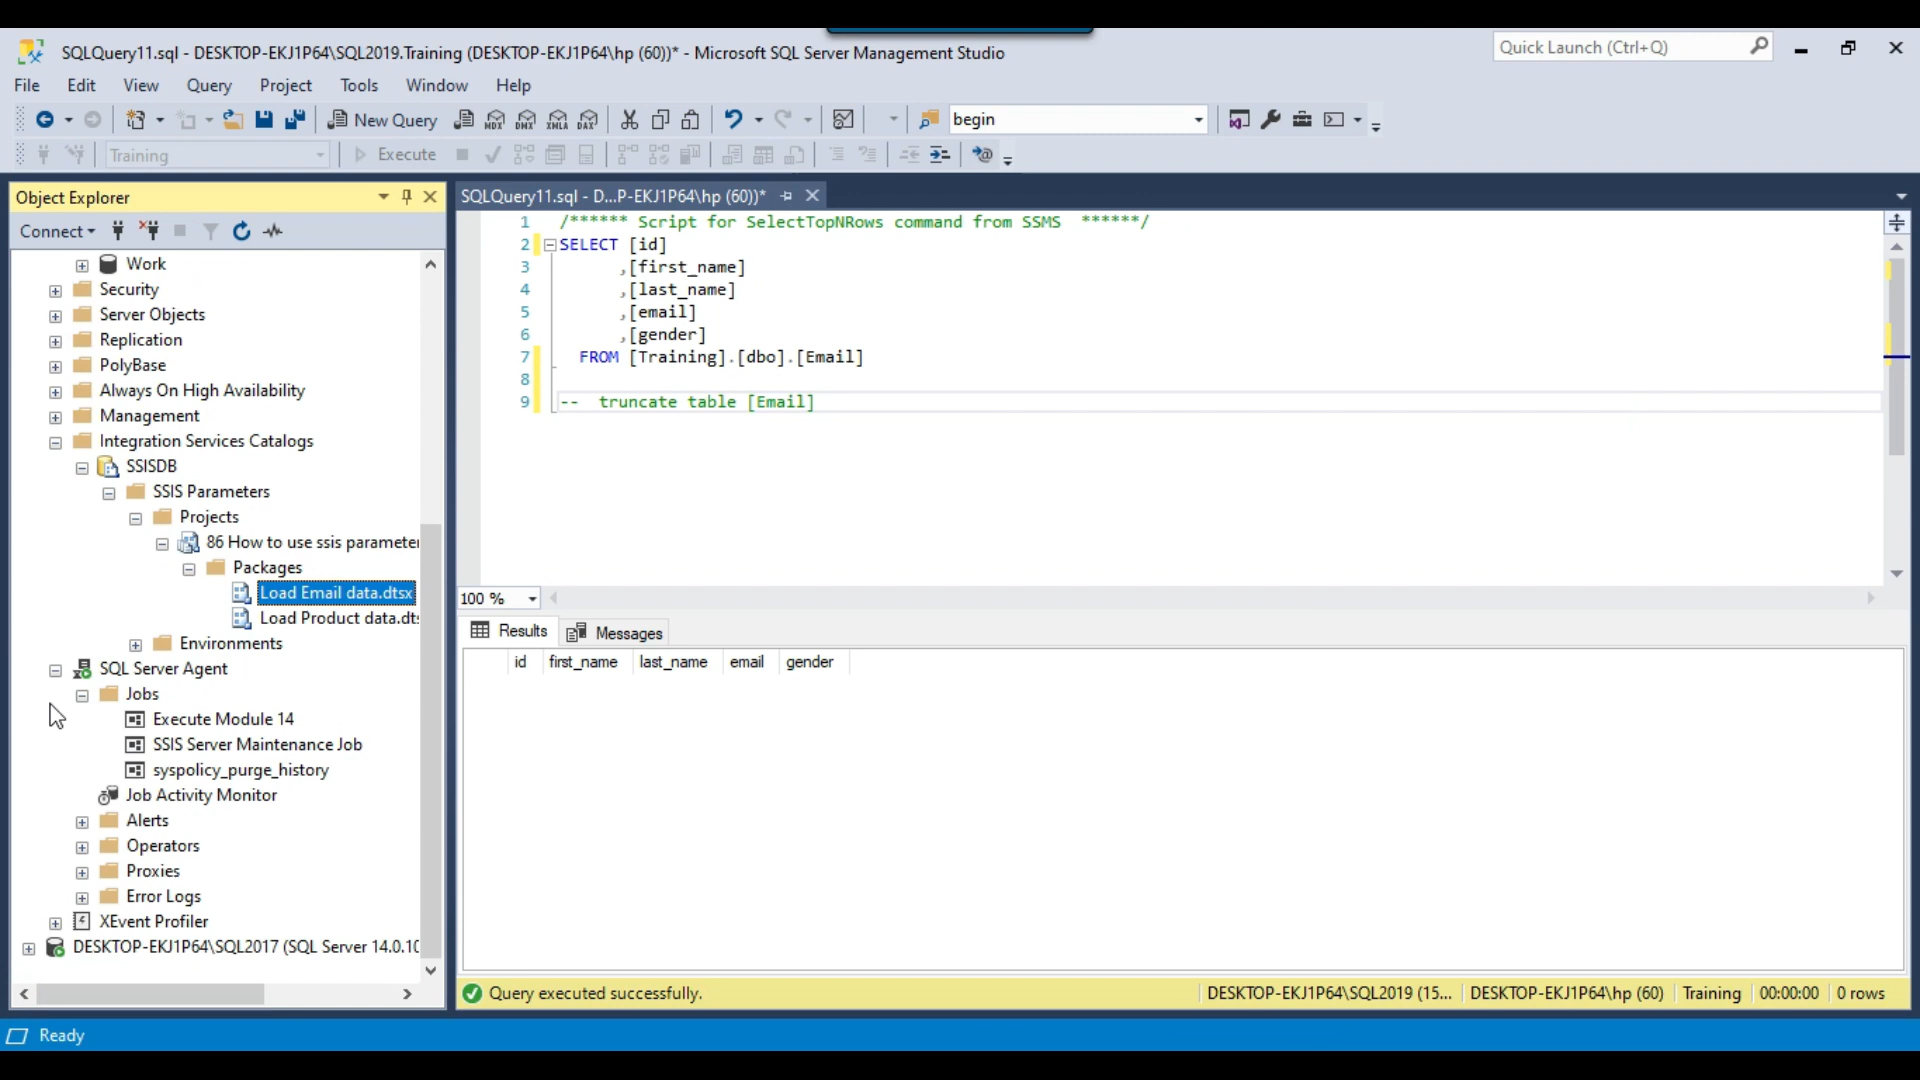 SQLQuery11.sql - DESKTOP-EKJ1P64\SQL2019.Training (DESKTOP-EKJ1P64\hp (60))* - Microsoft SQL Server Management Studio
Quick Launch (Ctrl+Q)
File Edit View Query Project Tools Window Help
New Query MDX DMX XMLA DAX begin
Training Execute
Object Explorer
Connect
Work
Security
Server Objects
Replication
PolyBase
Always On High Availability
Management
Integration Services Catalogs
SSISDB
SSIS Parameters
Projects
86 How to use ssis parameter
Packages
Load Email data.dtsx
Load Product data.dts
Environments
SQL Server Agent
Jobs
Execute Module 14
SSIS Server Maintenance Job
syspolicy_purge_history
Job Activity Monitor
Alerts
Operators
Proxies
Error Logs
XEvent Profiler
DESKTOP-EKJ1P64\SQL2017 (SQL Server 14.0.10
SQLQuery11.sql - D...P-EKJ1P64\hp (60))*
1 /****** Script for SelectTopNRows command from SSMS ******/
2 SELECT [id]
3 ,[first_name]
4 ,[last_name]
5 ,[email]
6 ,[gender]
7 FROM [Training].[dbo].[Email]
8
9 -- truncate table [Email]
100 %
Results Messages
id first_name last_name email gender
Query executed successfully. DESKTOP-EKJ1P64\SQL2019 (15... DESKTOP-EKJ1P64\hp (60) Training 00:00:00 0 rows
Ready